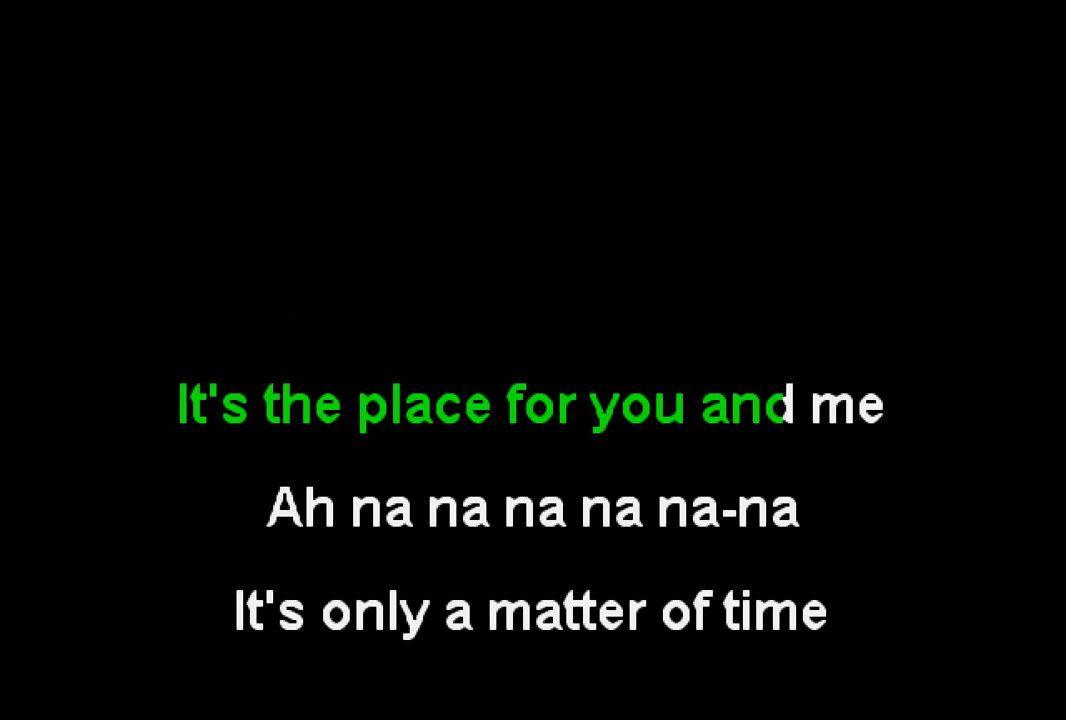 It's the place for you and me
Ah na na na na na-na
It's only a matter of time